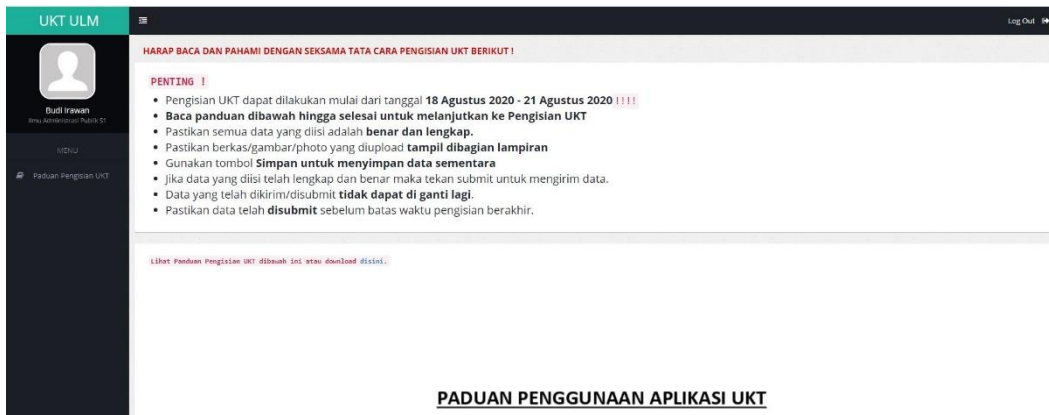 UKT ULM
Log Out
HARAP BACA DAN PAHAMI DENGAN SEKSAMA TATA CARA PENGISIAN UKT BERIKUT !
Budi Irawan
Ilmu Administrasi Publik S1
MENU
Paduan Pengisian UKT
PENTING !
Pengisian UKT dapat dilakukan mulai dari tanggal 18 Agustus 2020 - 21 Agustus 2020 !!!!
Baca panduan dibawah hingga selesai untuk melanjutkan ke Pengisian UKT
Pastikan semua data yang diisi adalah benar dan lengkap.
Pastikan berkas/gambar/photo yang diupload tampil dibagian lampiran
Gunakan tombol Simpan untuk menyimpan data sementara
Jika data yang diisi telah lengkap dan benar maka tekan submit untuk mengirim data.
Data yang telah dikirim/disubmit tidak dapat di ganti lagi.
Pastikan data telah disubmit sebelum batas waktu pengisian berakhir.
Lihat Panduan Pengisian UKT dibawah ini atau download disini.
PADUAN PENGGUNAAN APLIKASI UKT